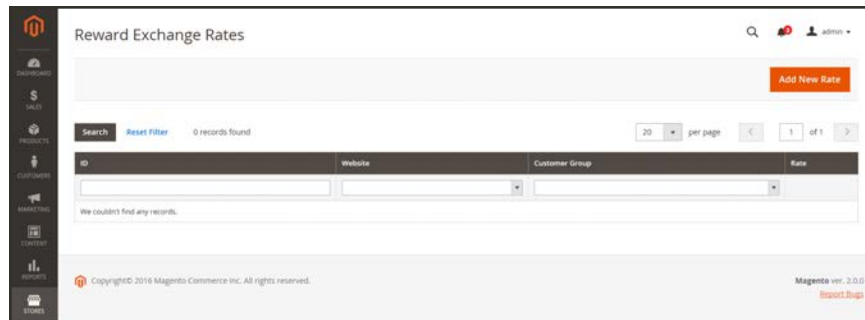 Reward Exchange Rates
3
admin
DASHBOARD
$
SALES
PRODUCTS
CUSTOMERS
MARKETING
CONTENT
REPORTS
STORES
Add New Rate
Search Reset Filter 0 records found 20 per page 1 of 1
ID Website Customer Group Rate
We couldn't find any records.
Copyright© 2016 Magento Commerce Inc. All rights reserved.
Magento ver. 2.0.0
Report Bugs